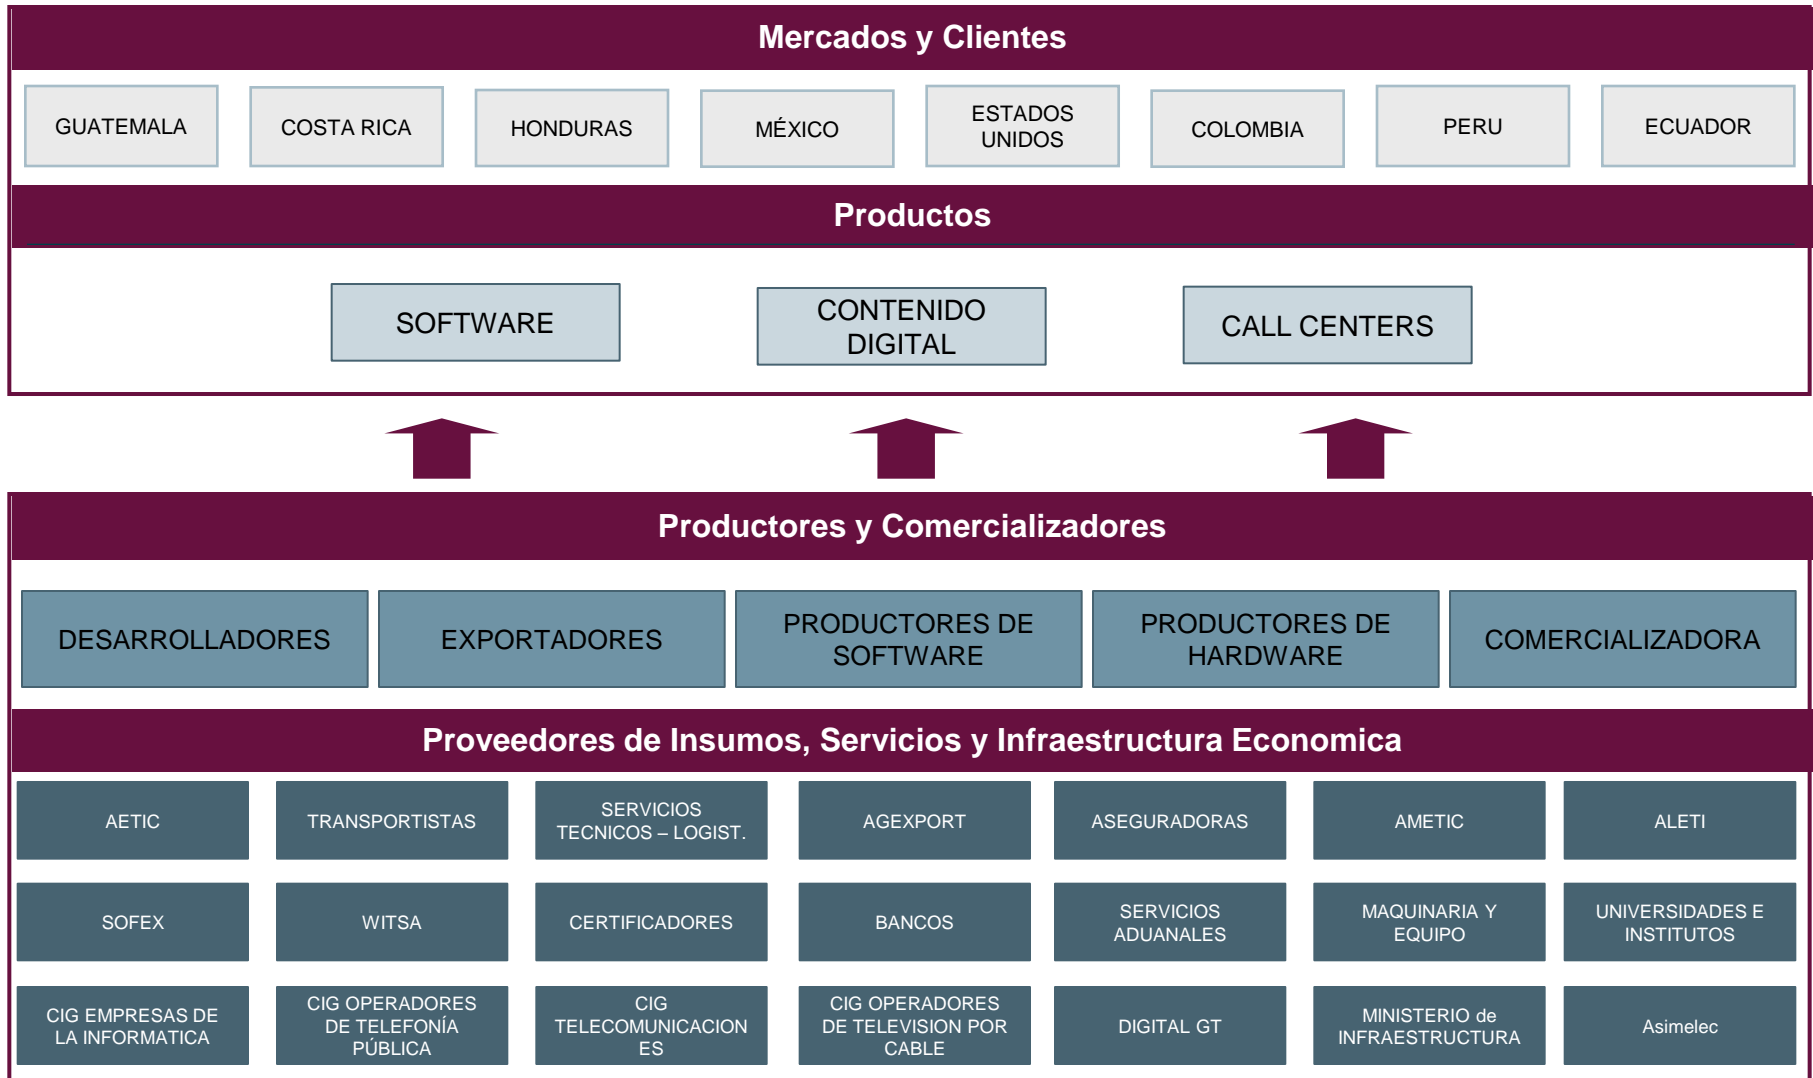 Mercados y Clientes
GUATEMALA
COSTA RICA
HONDURAS
MÉXICO
ESTADOS
UNIDOS
COLOMBIA
PERU
ECUADOR
Productos
SOFTWARE
CONTENIDO
DIGITAL
CALL CENTERS
Productores y Comercializadores
DESARROLLADORES
EXPORTADORES
PRODUCTORES DE
SOFTWARE
PRODUCTORES DE
HARDWARE
COMERCIALIZADORA
Proveedores de Insumos, Servicios y Infraestructura Economica
AETIC
TRANSPORTISTAS
SERVICIOS
TECNICOS – LOGIST.
AGEXPORT
ASEGURADORAS
AMETIC
ALETI
SOFEX
WITSA
CERTIFICADORES
BANCOS
SERVICIOS
ADUANALES
MAQUINARIA Y
EQUIPO
UNIVERSIDADES E
INSTITUTOS
CIG EMPRESAS DE
LA INFORMATICA
CIG OPERADORES
DE TELEFONÍA
PÚBLICA
CIG
TELECOMUNICACION
ES
CIG OPERADORES
DE TELEVISION POR
CABLE
DIGITAL GT
MINISTERIO de
INFRAESTRUCTURA
Asimelec